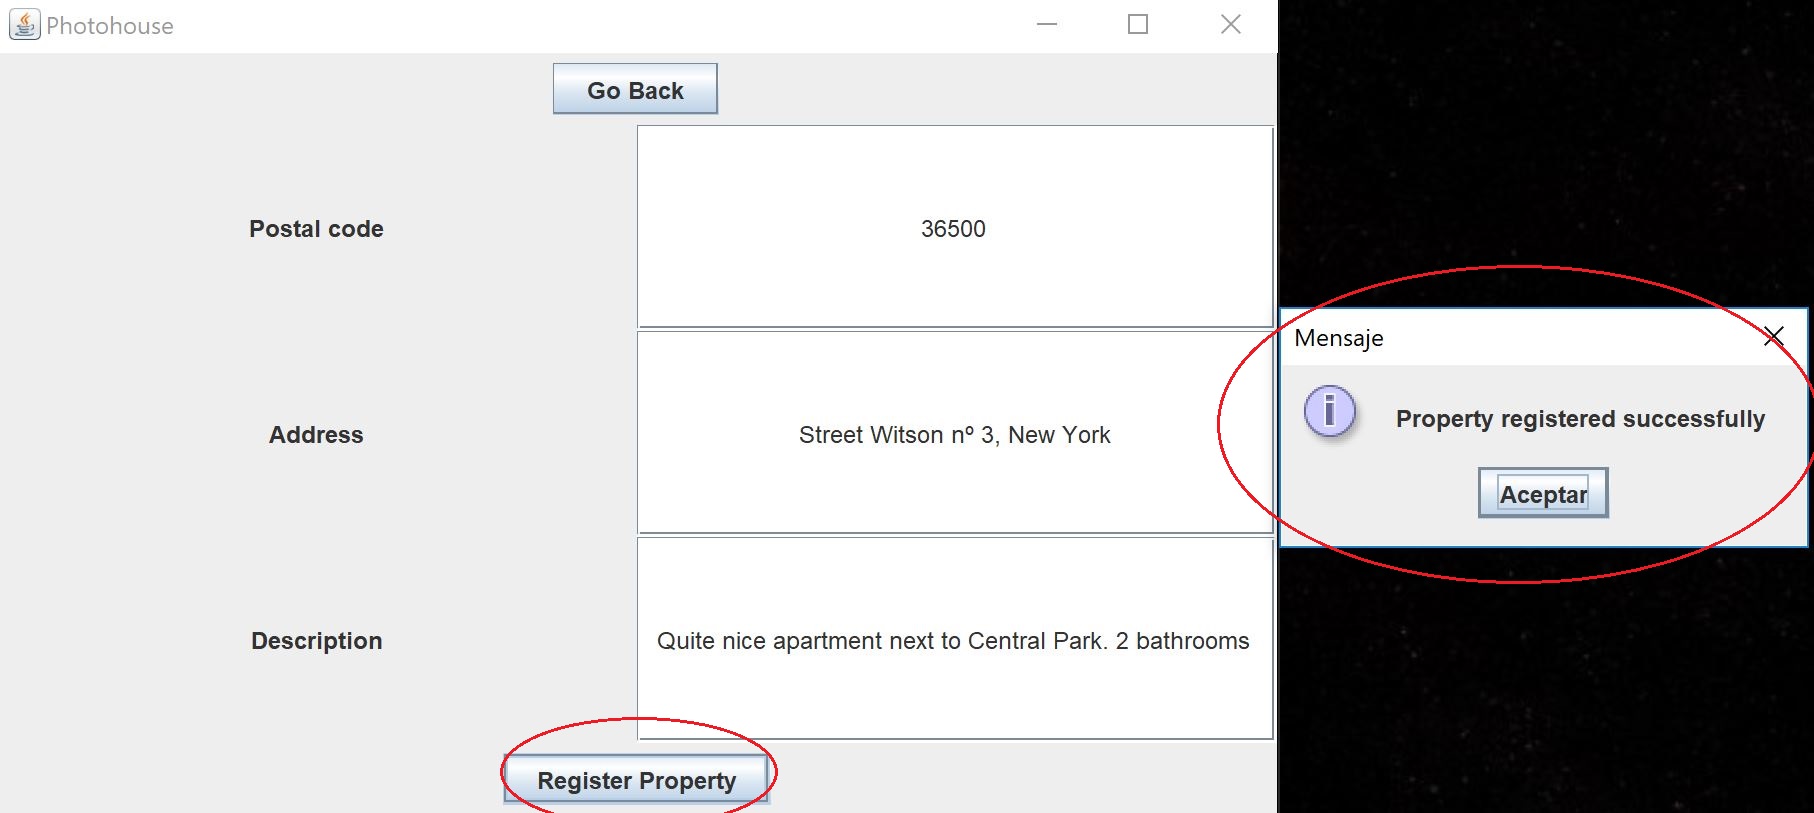 Photohouse
Go Back
Postal code
36500
Address
Street Witson nº 3, New York
Description
Quite nice apartment next to Central Park. 2 bathrooms
Register Property
Mensaje
Property registered successfully
Aceptar